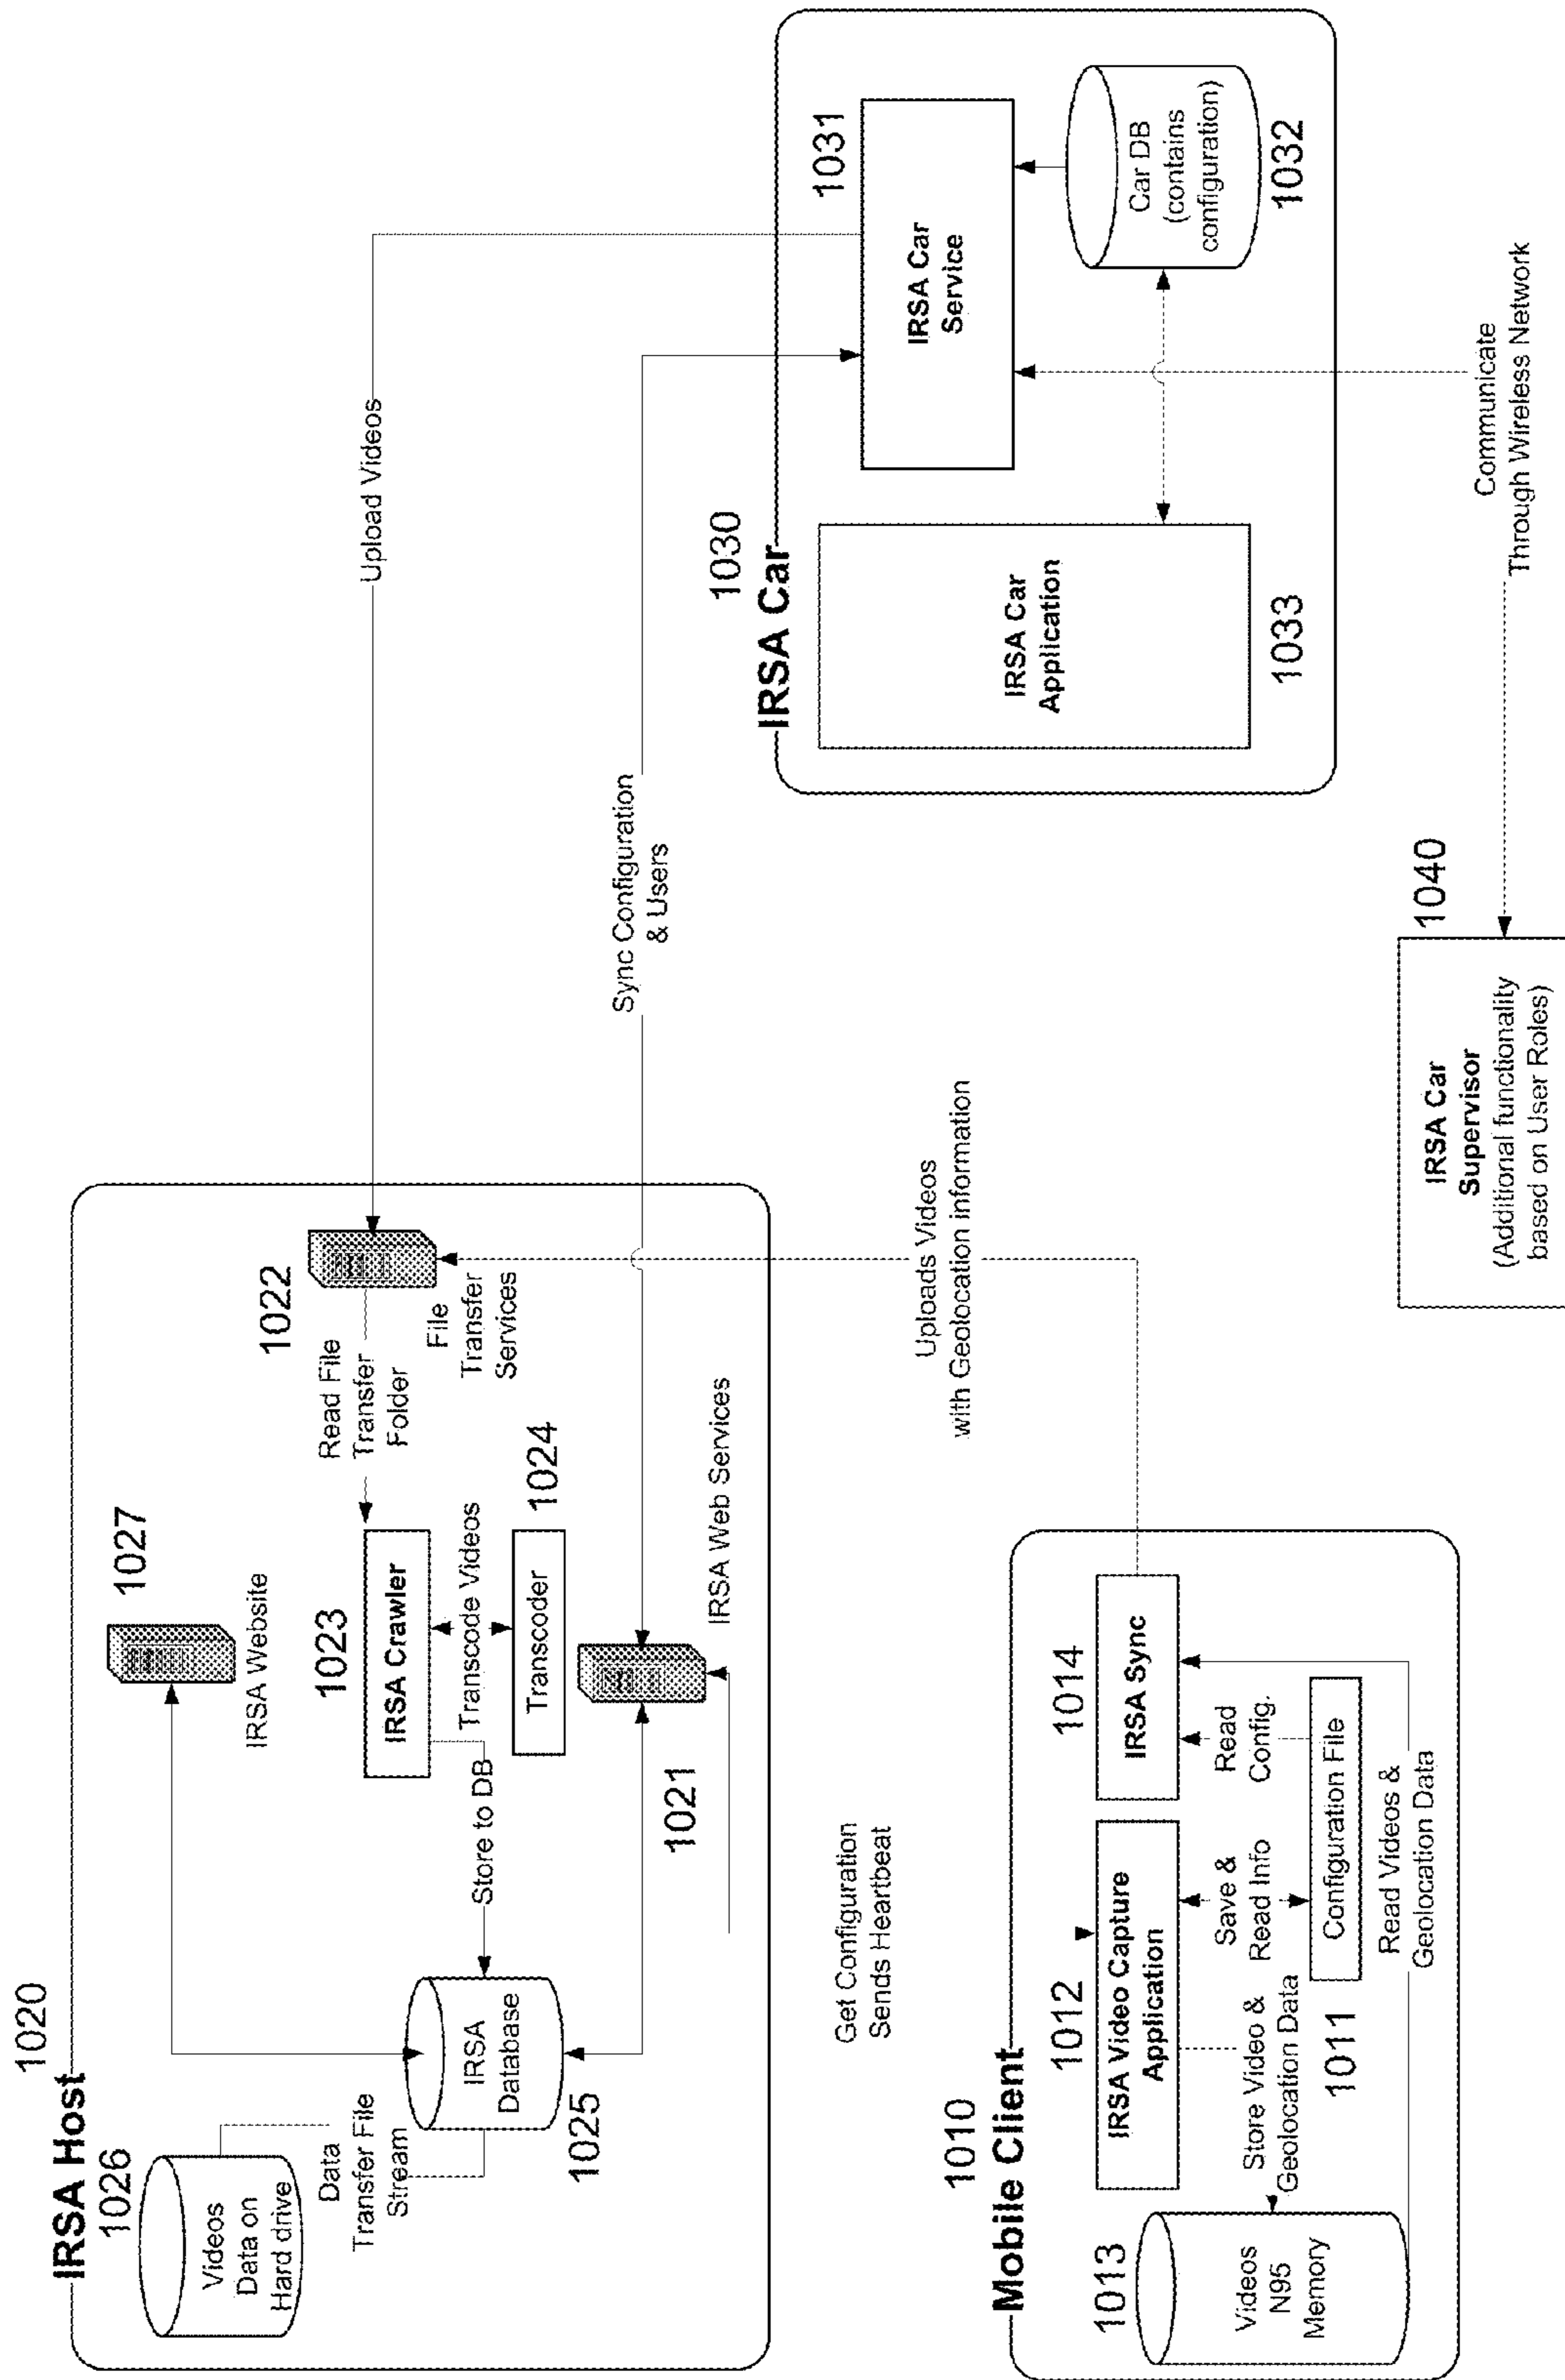 1020
IRSA Host
1026
Videos
Data on
Hard drive
Data
Transfer File
Stream
IRSA
Database
1025
Store to DB
1027
IRSA Website
1023
IRSA Crawler
Transcode Videos
Transcoder
1024
1022
Read File
Transfer
Folder
File
Transfer
Services
1021
IRSA Web Services
Upload Videos
Sync Configuration
& Users
Get Configuration
Sends Heartbeat
Uploads Videos
with Geolocation information
1010
Mobile Client
1013
Videos
N95
Memory
1012
IRSA Video Capture
Application
Store Video &
Geolocation Data
Save &
Read Info
1011
Configuration File
1014
IRSA Sync
Read
Config.
Read Videos &
Geolocation Data
1030
IRSA Car
IRSA Car
Application
1033
1031
IRSA Car
Service
Car DB
(contains
configuration)
1032
1040
IRSA Car
Supervisor
(Additional functionality
based on User Roles)
Communicate
Through Wireless Network